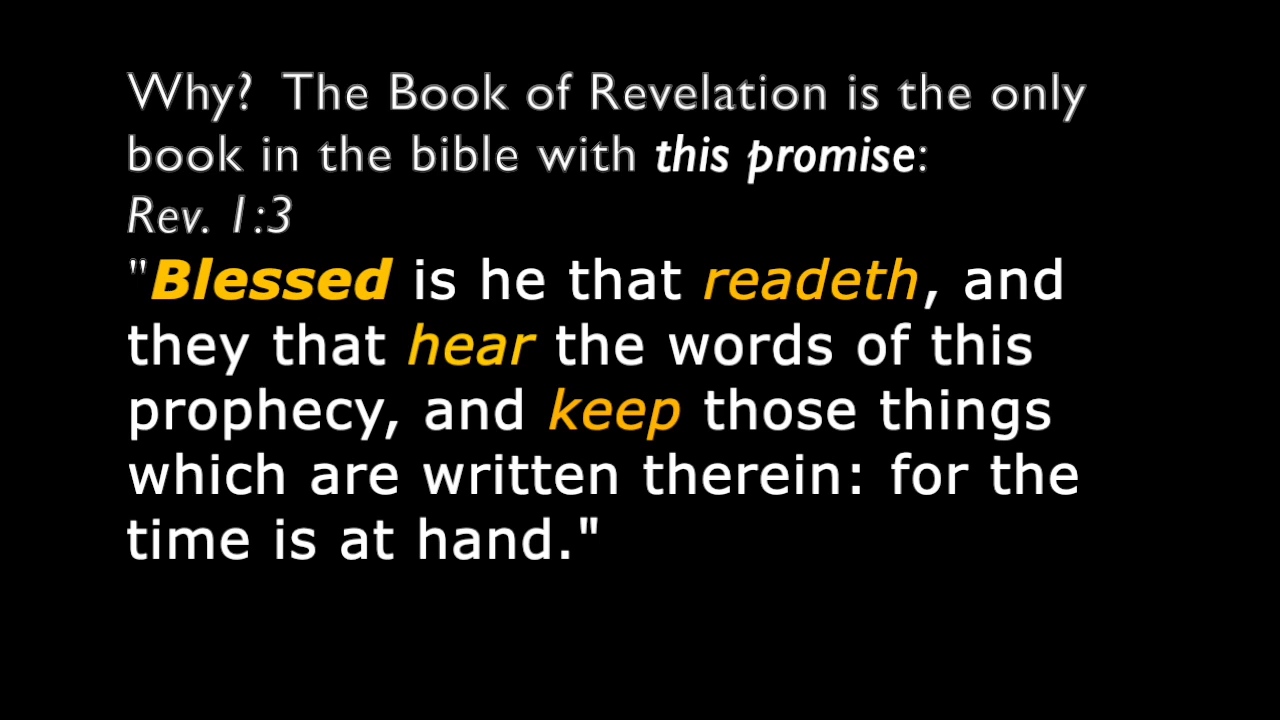 Why?  The Book of Revelation is the only
book in the bible with this promise:
Rev. 1:3
"Blessed is he that readeth, and
they that hear the words of this
prophecy, and keep those things
which are written therein: for the
time is at hand."